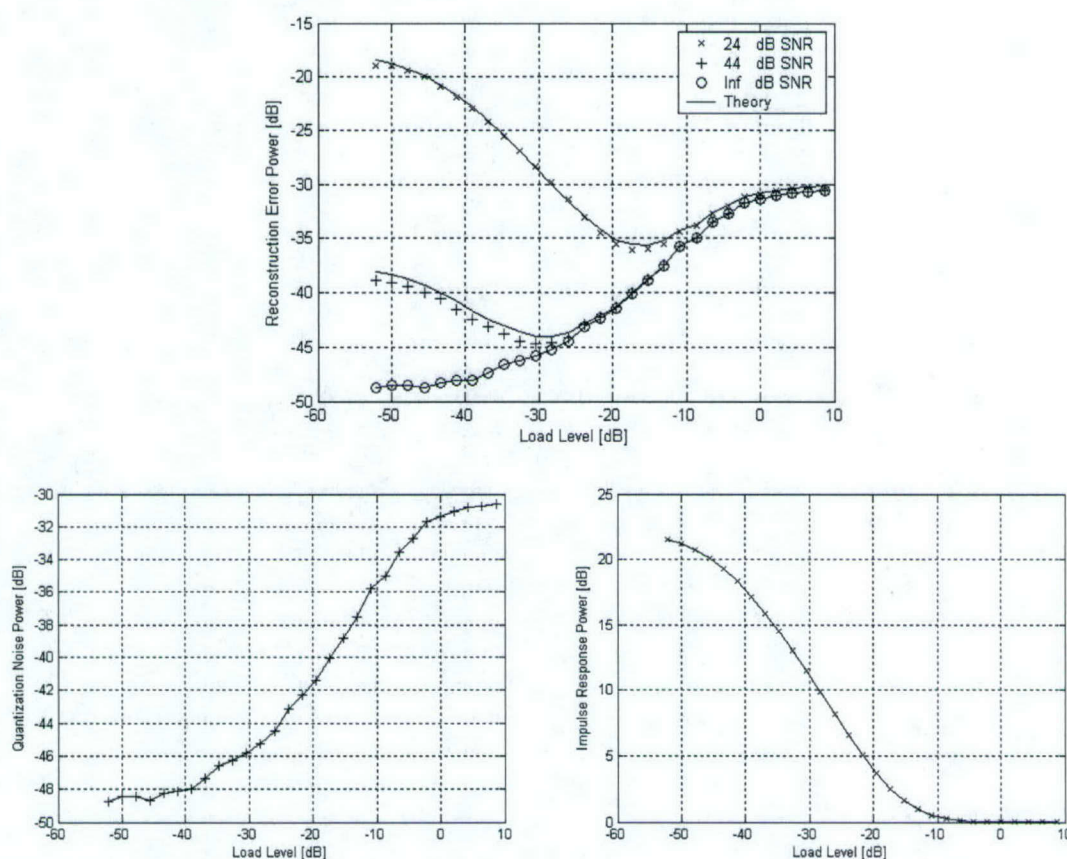 -15
-20
-25
-30
-35
-40
-45
-50
Reconstruction Error Power [dB]
24 dB SNR
44 dB SNR
Inf dB SNR
Theory
-60 -50 -40 -30 -20 -10 0 10
Load Level [dB]
-30
-32
-34
-36
-38
-40
-42
-44
-46
-48
-50
Quantization Noise Power [dB]
-60 -50 -40 -30 -20 -10 0 10
Load Level [dB]
25
20
15
10
5
0
Impulse Response Power [dB]
-60 -50 -40 -30 -20 -10 0 10
Load Level [dB]